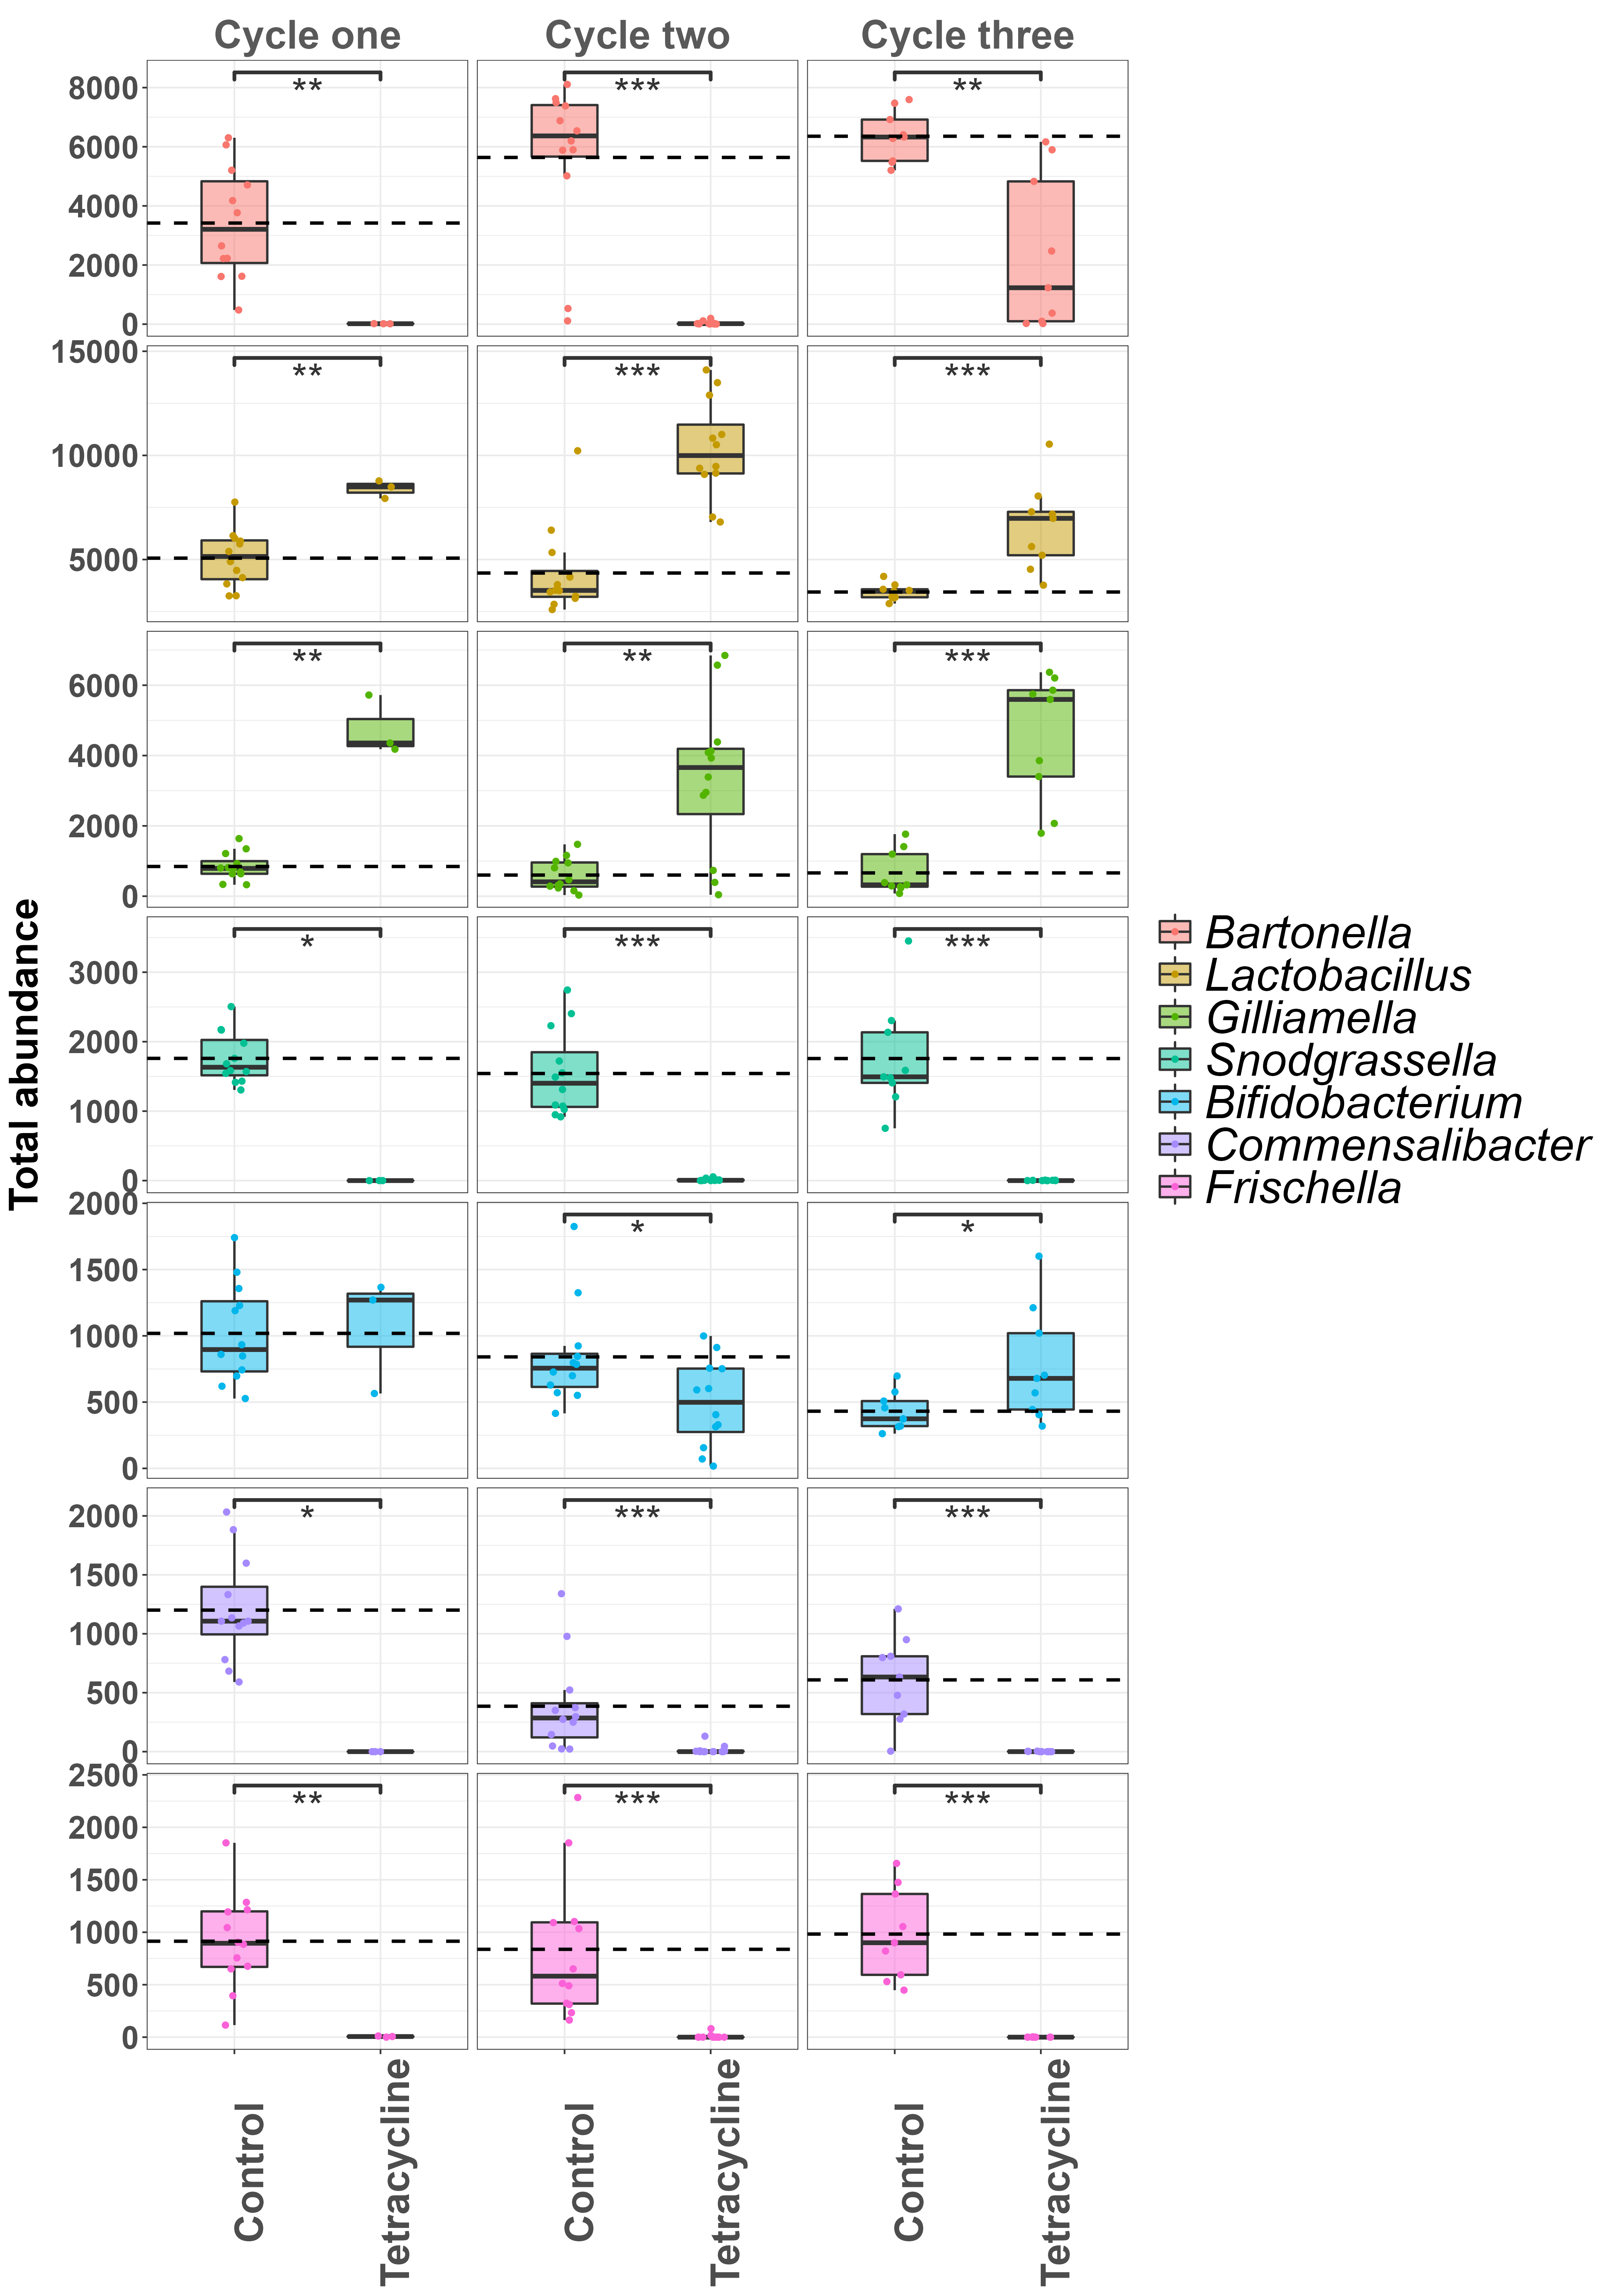 Cycle one Cycle two Cycle three
** *** **
8000
6000
4000
2000
0
** *** ***
15000
10000
5000
** ** ***
6000
4000
2000
0
* *** ***
3000
2000
1000
0
* *
2000
1500
1000
500
0
* *** ***
2000
1500
1000
500
0
** *** ***
2500
2000
1500
1000
500
0
Total abundance
Control Tetracycline Control Tetracycline Control Tetracycline
Bartonella
Lactobacillus
Gilliamella
Snodgrassella
Bifidobacterium
Commensalibacter
Frischella